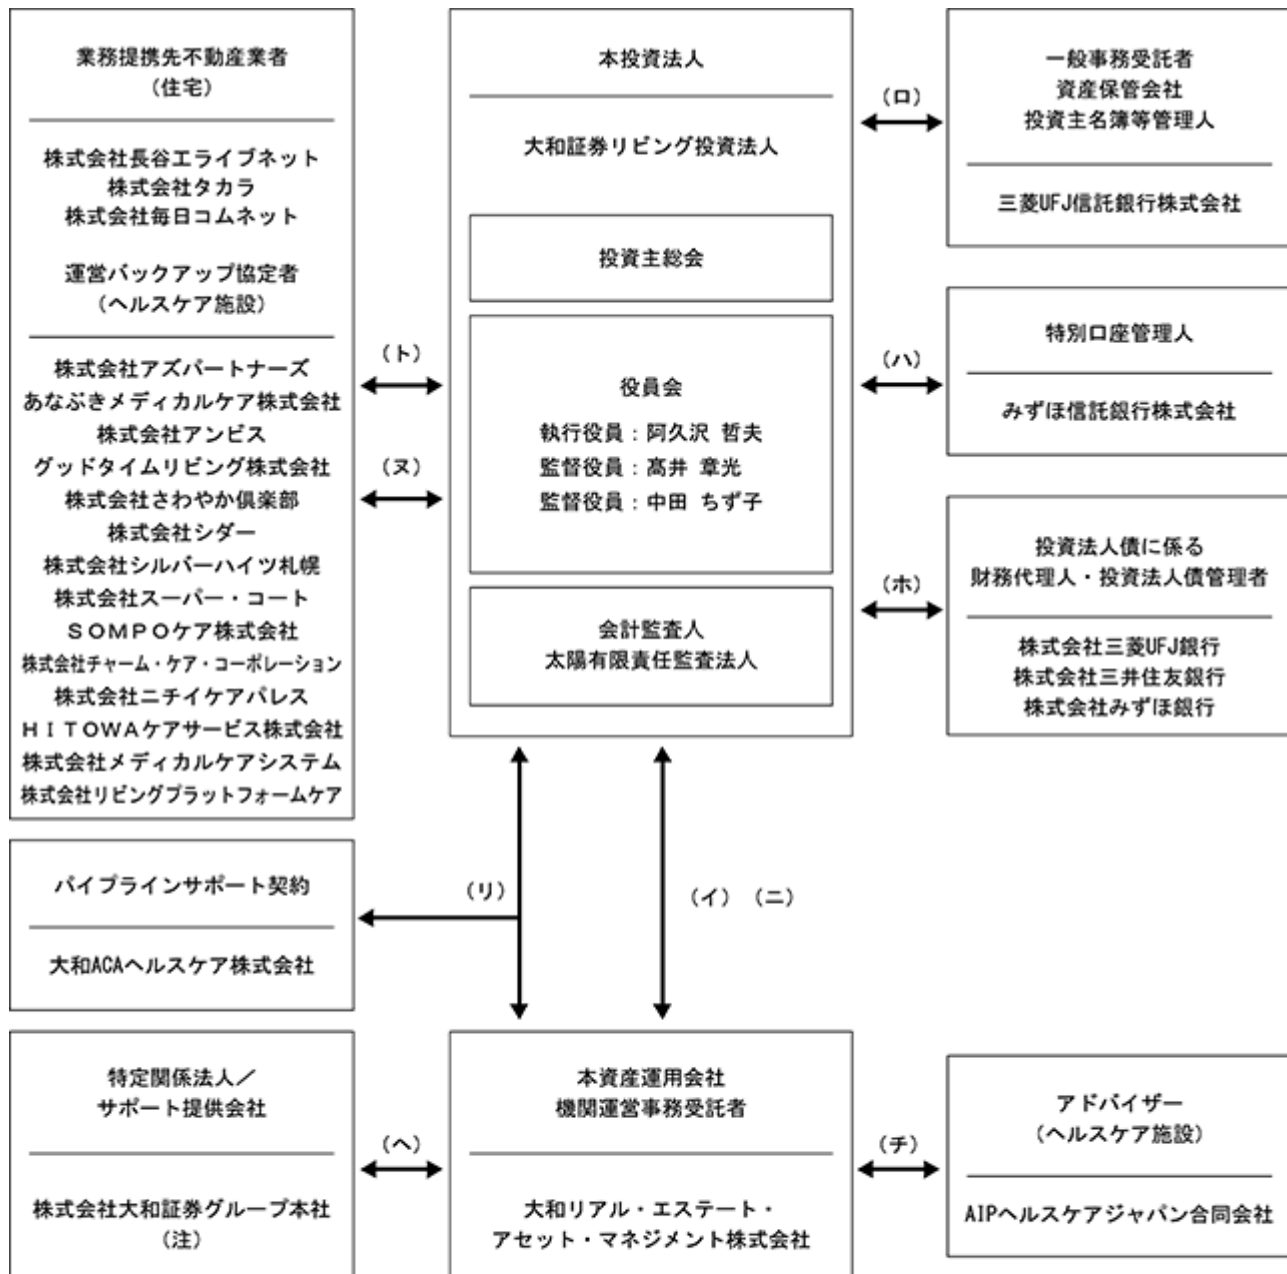 業務提携先不動産業者
（住宅）
株式会社長谷工ライブネット
株式会社タカラ
株式会社毎日コムネット
運営バックアップ協定者
（ヘルスケア施設）
株式会社アズパートナーズ
あなぶきメディカルケア株式会社
株式会社アンビス
グッドタイムリビング株式会社
株式会社さわやか倶楽部
株式会社シダー
株式会社シルバーハイツ札幌
株式会社スーパー・コート
ＳＯＭＰＯケア株式会社
株式会社チャーム・ケア・コーポレーション
株式会社ニチイケアパレス
ＨＩＴＯＷＡケアサービス株式会社
株式会社メディカルケアシステム
株式会社リビングプラットフォームケア
（ト）
（ヌ）
本投資法人
大和証券リビング投資法人
投資主総会
役員会
執行役員：阿久沢 哲夫
監督役員：髙井 章光
監督役員：中田 ちず子
会計監査人
太陽有限責任監査法人
（ロ）
（ハ）
（ホ）
一般事務受託者
資産保管会社
投資主名簿等管理人
三菱UFJ信託銀行株式会社
特別口座管理人
みずほ信託銀行株式会社
投資法人債に係る
財務代理人・投資法人債管理者
株式会社三菱UFJ銀行
株式会社三井住友銀行
株式会社みずほ銀行
パイプラインサポート契約
大和ACAヘルスケア株式会社
（リ）
（イ）（ニ）
特定関係法人／
サポート提供会社
株式会社大和証券グループ本社
（注）
（ヘ）
本資産運用会社
機関運営事務受託者
大和リアル・エステート・
アセット・マネジメント株式会社
（チ）
アドバイザー
（ヘルスケア施設）
AIPヘルスケアジャパン合同会社